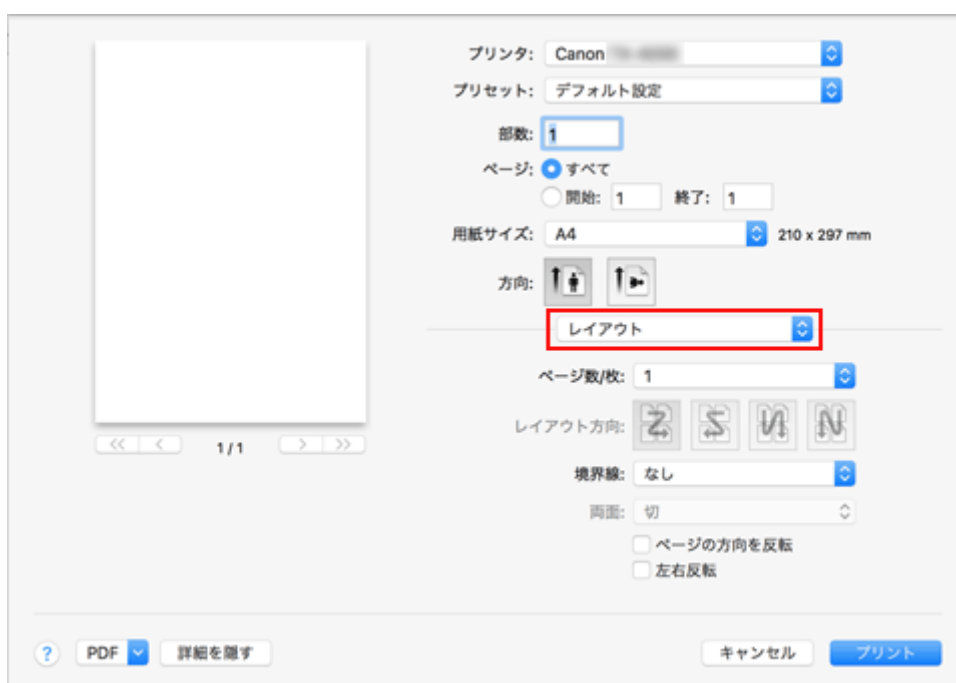 プリンタ: Canon
プリセット: デフォルト設定
部数: 1
ページ: すべて
開始: 1 終了: 1
用紙サイズ: A4 210 x 297 mm
方向:
レイアウト
ページ数/枚: 1
レイアウト方向:
境界線: なし
両面: 切
ページの方向を反転
左右反転
<< < 1/1 > >>
? PDF 詳細を隠す キャンセル プリント